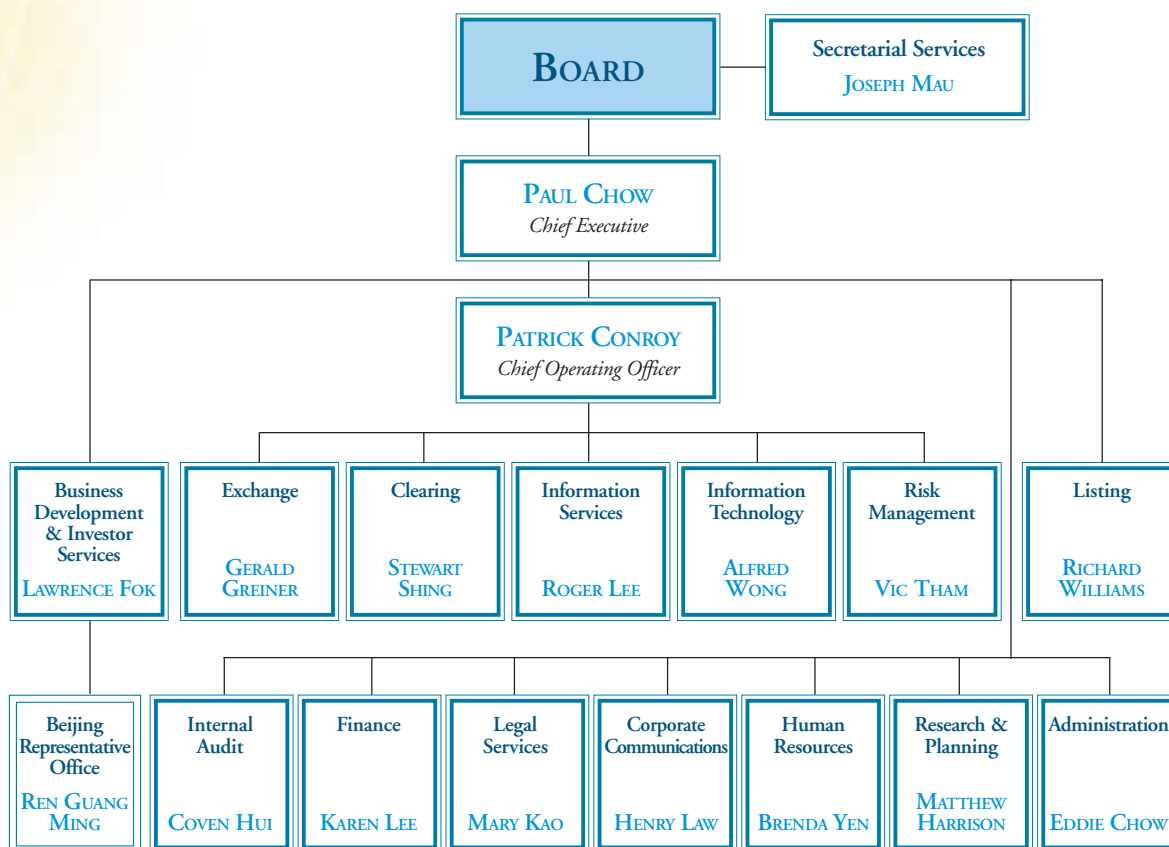 BOARD
Secretarial Services
JOSEPH MAU
PAUL CHOW
Chief Executive
PATRICK CONROY
Chief Operating Officer
Business
Development
& Investor
Services
LAWRENCE FOK
Exchange
GERALD
GREINER
Clearing
STEWART
SHING
Information
Services
ROGER LEE
Information
Technology
ALFRED
WONG
Risk
Management
VIC THAM
Listing
RICHARD
WILLIAMS
Beijing
Representative
Office
REN GUANG
MING
Internal
Audit
COVEN HUI
Finance
KAREN LEE
Legal
Services
MARY KAO
Corporate
Communications
HENRY LAW
Human
Resources
BRENDA YEN
Research &
Planning
MATTHEW
HARRISON
Administration
EDDIE CHOW